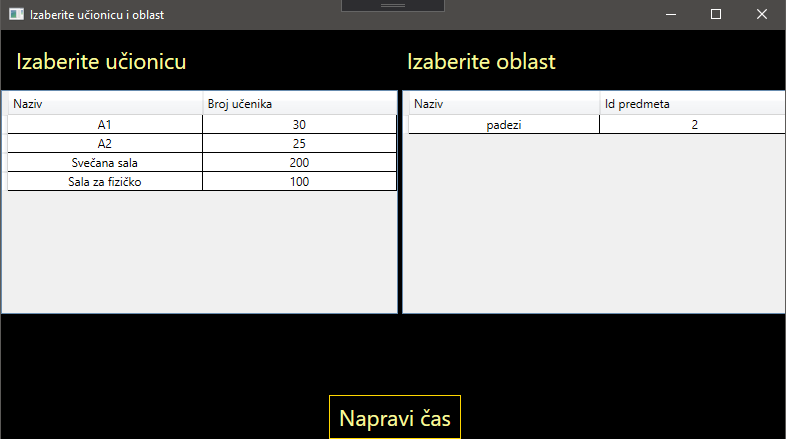 Izaberite učionicu i oblast
Izaberite učionicu
Naziv Broj učenika
A1 30
A2 25
Svečana sala 200
Sala za fizičko 100
Izaberite oblast
Naziv Id predmeta
padezi 2
Napravi čas